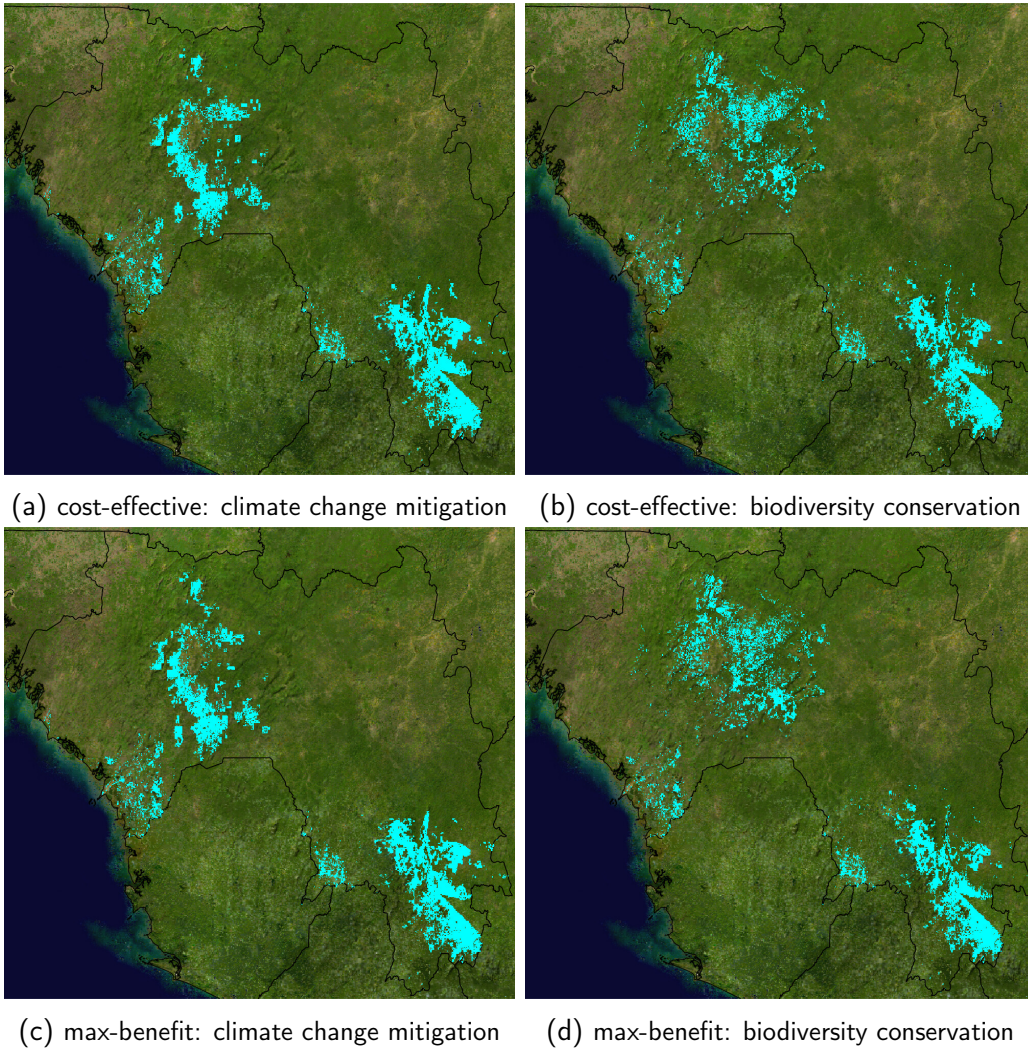 (a) cost-effective: climate change mitigation
(b) cost-effective: biodiversity conservation
(c) max-benefit: climate change mitigation
(d) max-benefit: biodiversity conservation